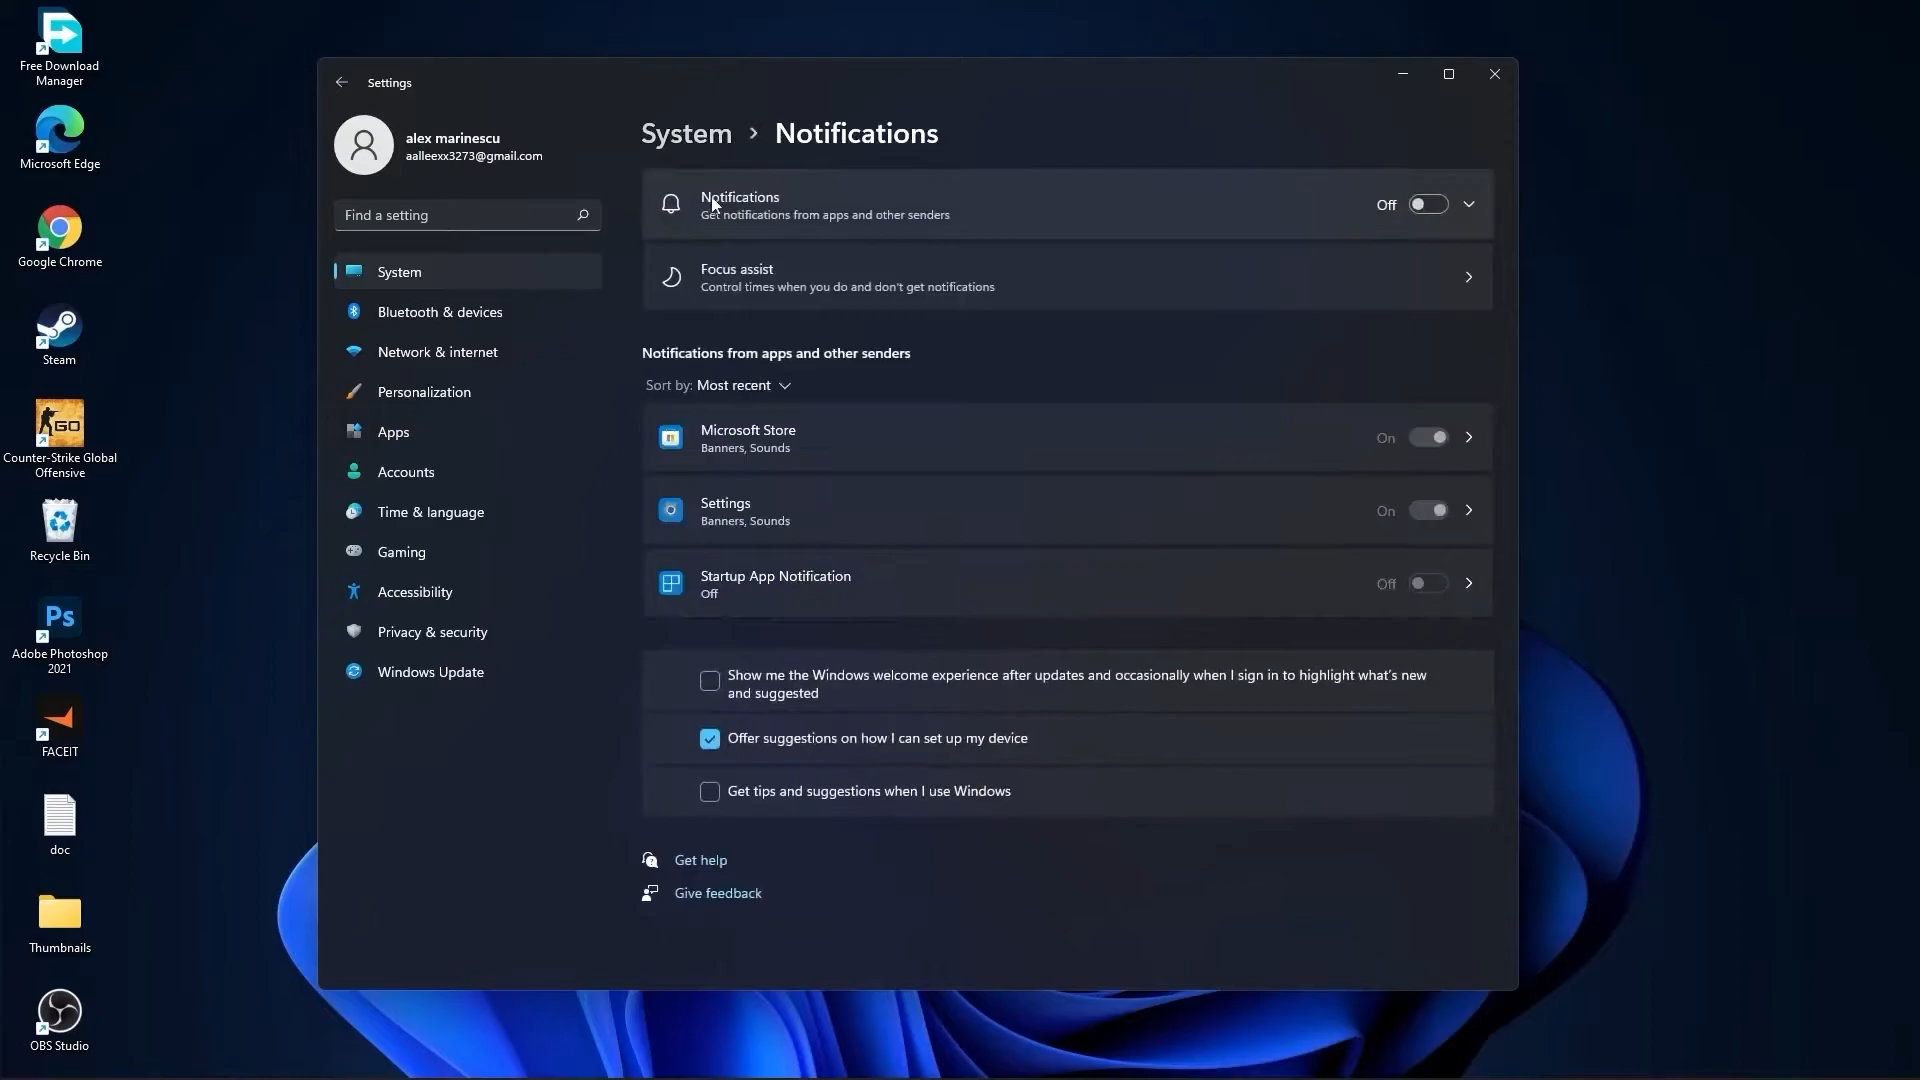 Free Download
Manager
Microsoft Edge
Google Chrome
Steam
GO
Counter-Strike Global
Offensive
Recycle Bin
Ps
Adobe Photoshop
2021
FACEIT
doc
Thumbnails
OBS Studio
Settings
alex marinescu
aalleexx3273@gmail.com
Find a setting
System
Bluetooth & devices
Network & internet
Personalization
Apps
Accounts
Time & language
Gaming
Accessibility
Privacy & security
Windows Update
System > Notifications
Notifications
Get notifications from apps and other senders
Off
Focus assist
Control times when you do and don't get notifications
Notifications from apps and other senders
Sort by: Most recent
Microsoft Store
Banners, Sounds
On
Settings
Banners, Sounds
On
Startup App Notification
Off
Off
Show me the Windows welcome experience after updates and occasionally when I sign in to highlight what's new
and suggested
Offer suggestions on how I can set up my device
Get tips and suggestions when I use Windows
Get help
Give feedback